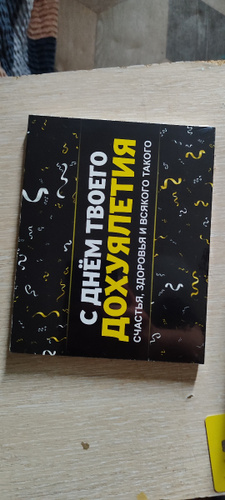 С ДНЁМ ТВОЕГО
ДОХУЯЛЕТИЯ
СЧАСТЬЯ, ЗДОРОВЬЯ И ВСЯКОГО ТАКОГО